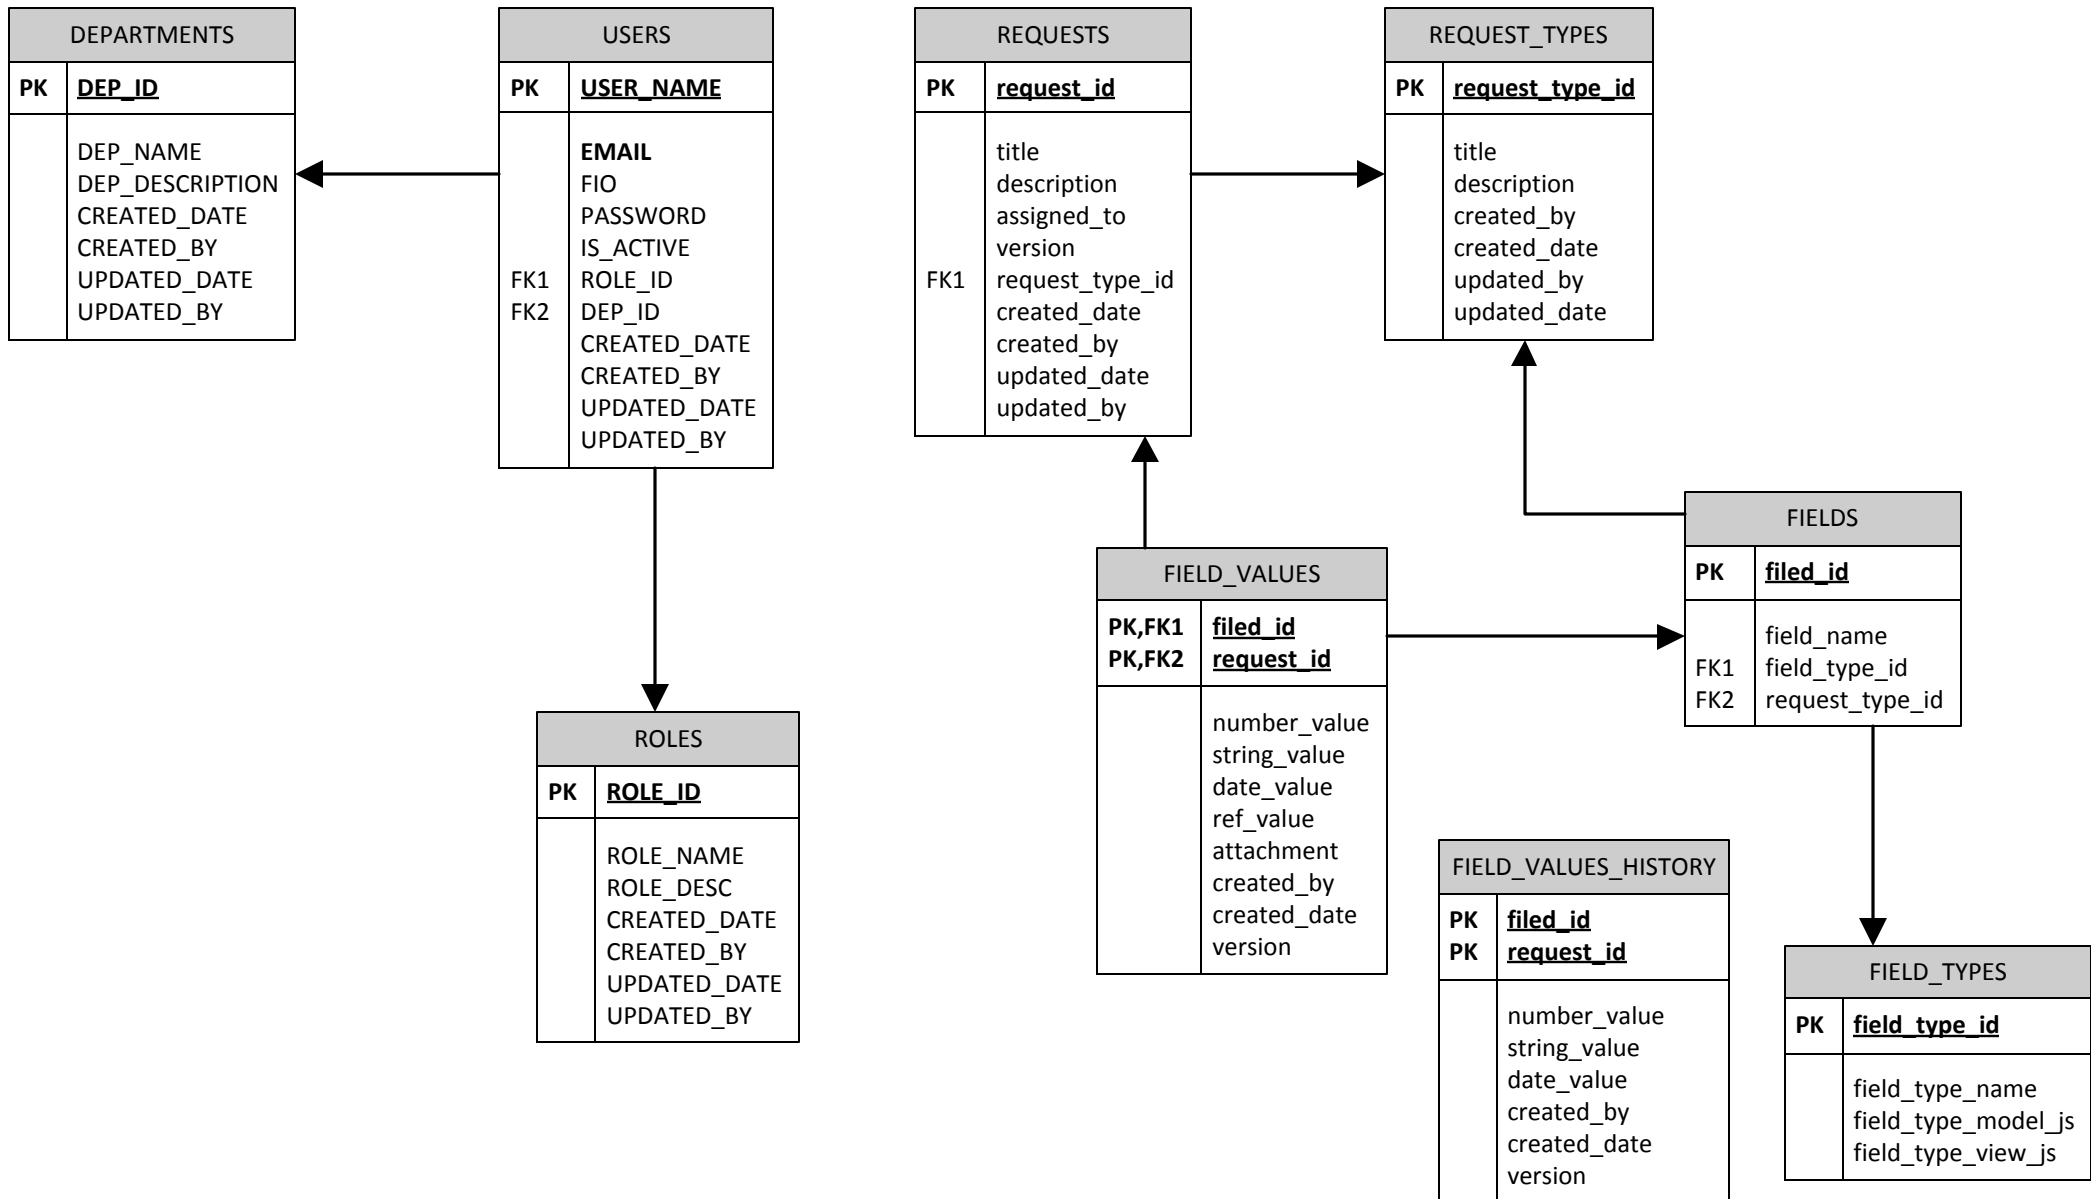 DEPARTMENTS
PK DEP_ID
DEP_NAME
DEP_DESCRIPTION
CREATED_DATE
CREATED_BY
UPDATED_DATE
UPDATED_BY
USERS
PK USER_NAME
EMAIL
FIO
PASSWORD
IS_ACTIVE
FK1 ROLE_ID
FK2 DEP_ID
CREATED_DATE
CREATED_BY
UPDATED_DATE
UPDATED_BY
REQUESTS
PK request_id
title
description
assigned_to
version
FK1 request_type_id
created_date
created_by
updated_date
updated_by
REQUEST_TYPES
PK request_type_id
title
description
created_by
created_date
updated_by
updated_date
FIELDS
PK filed_id
field_name
FK1 field_type_id
FK2 request_type_id
FIELD_VALUES
PK,FK1 filed_id
PK,FK2 request_id
number_value
string_value
date_value
ref_value
attachment
created_by
created_date
version
ROLES
PK ROLE_ID
ROLE_NAME
ROLE_DESC
CREATED_DATE
CREATED_BY
UPDATED_DATE
UPDATED_BY
FIELD_VALUES_HISTORY
PK filed_id
PK request_id
number_value
string_value
date_value
created_by
created_date
version
FIELD_TYPES
PK field_type_id
field_type_name
field_type_model_js
field_type_view_js